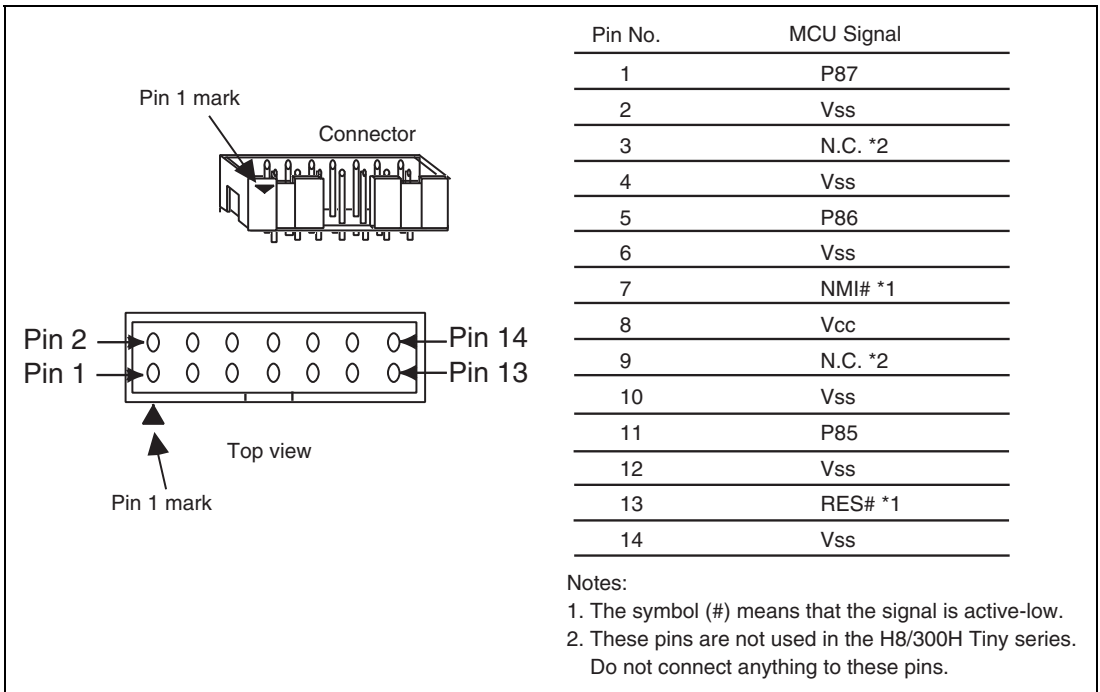 Pin 1 mark
Connector
Pin 2
Pin 1
Pin 14
Pin 13
Top view
Pin 1 mark
Pin No. MCU Signal
1 P87
2 Vss
3 N.C. *2
4 Vss
5 P86
6 Vss
7 NMI# *1
8 Vcc
9 N.C. *2
10 Vss
11 P85
12 Vss
13 RES# *1
14 Vss
Notes:
1. The symbol (#) means that the signal is active-low.
2. These pins are not used in the H8/300H Tiny series.
Do not connect anything to these pins.